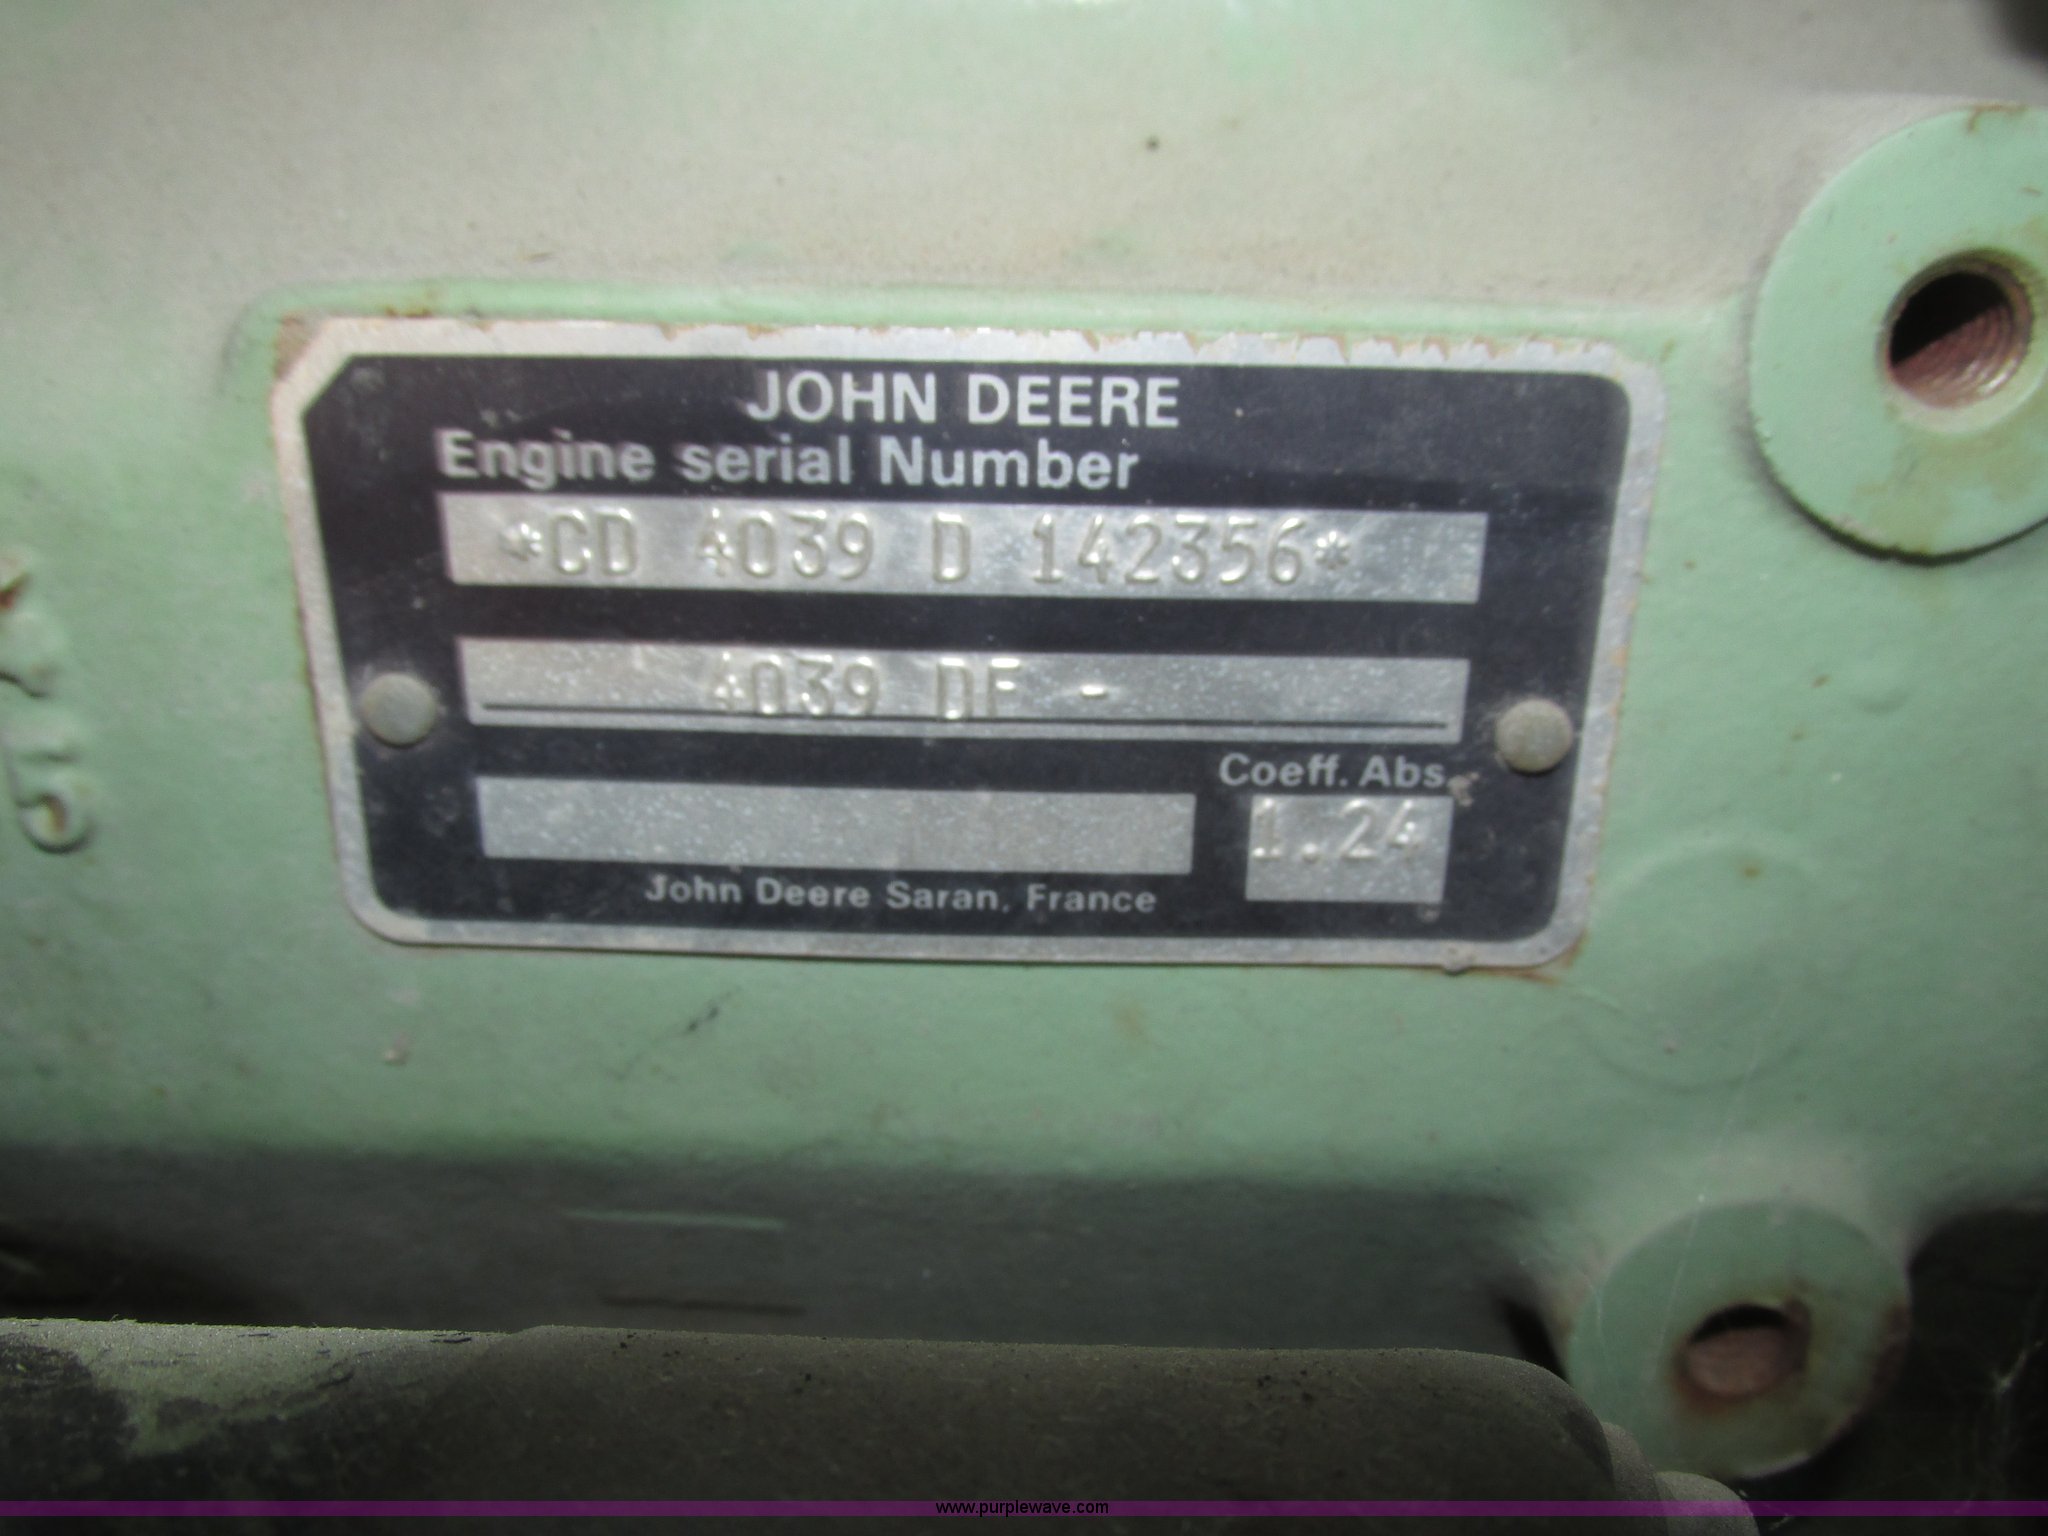 JOHN DEERE
Engine serial Number
*CD 4039 D 142356*
4039 DF -
Coeff. Abs.
1.24
John Deere Saran, France
15
www.purplewave.com